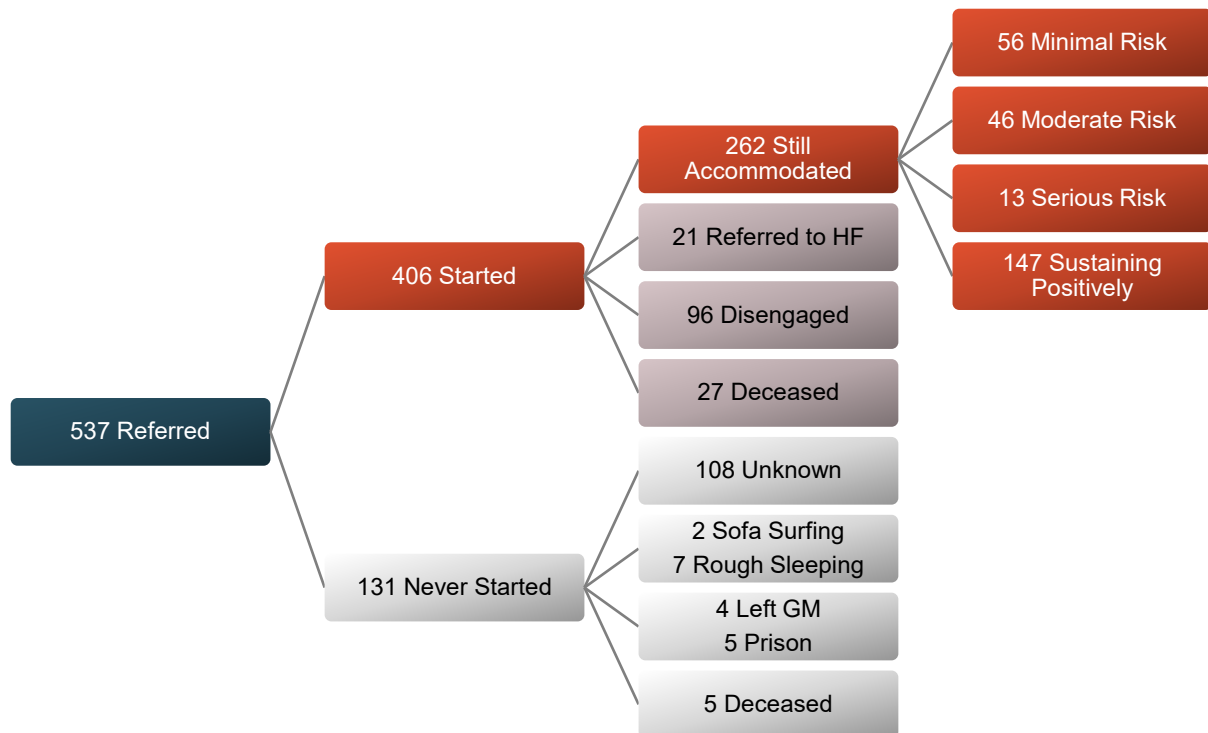 537 Referred
406 Started
131 Never Started
262 Still
Accommodated
21 Referred to HF
96 Disengaged
27 Deceased
108 Unknown
2 Sofa Surfing
7 Rough Sleeping
4 Left GM
5 Prison
5 Deceased
56 Minimal Risk
46 Moderate Risk
13 Serious Risk
147 Sustaining
Positively